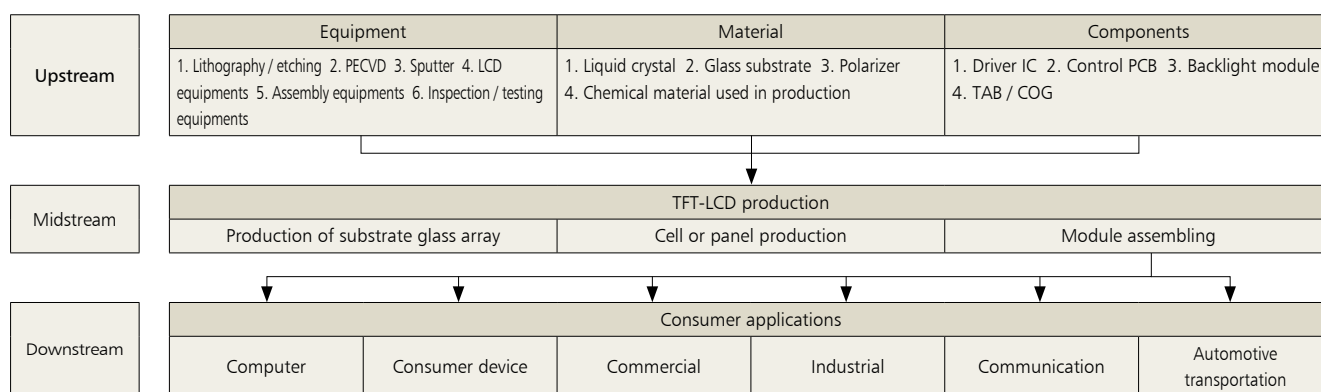 Upstream
Equipment
1. Lithography / etching 2. PECVD 3. Sputter 4. LCD
equipments 5. Assembly equipments 6. Inspection / testing
equipments
Material
1. Liquid crystal 2. Glass substrate 3. Polarizer
4. Chemical material used in production
Components
1. Driver IC 2. Control PCB 3. Backlight module
4. TAB / COG
Midstream
TFT-LCD production
Production of substrate glass array
Cell or panel production
Module assembling
Downstream
Consumer applications
Computer
Consumer device
Commercial
Industrial
Communication
Automotive
transportation